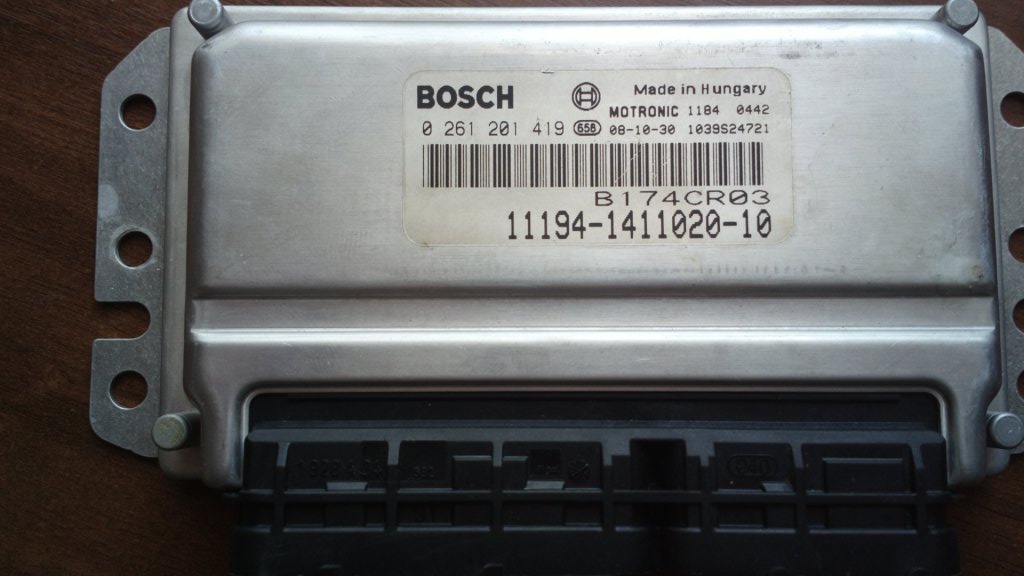 BOSCH
Made in Hungary
MOTRONIC 1184 0442
0 261 201 419 658 08-10-30 1039S24721
B174CR03
11194-1411020-10